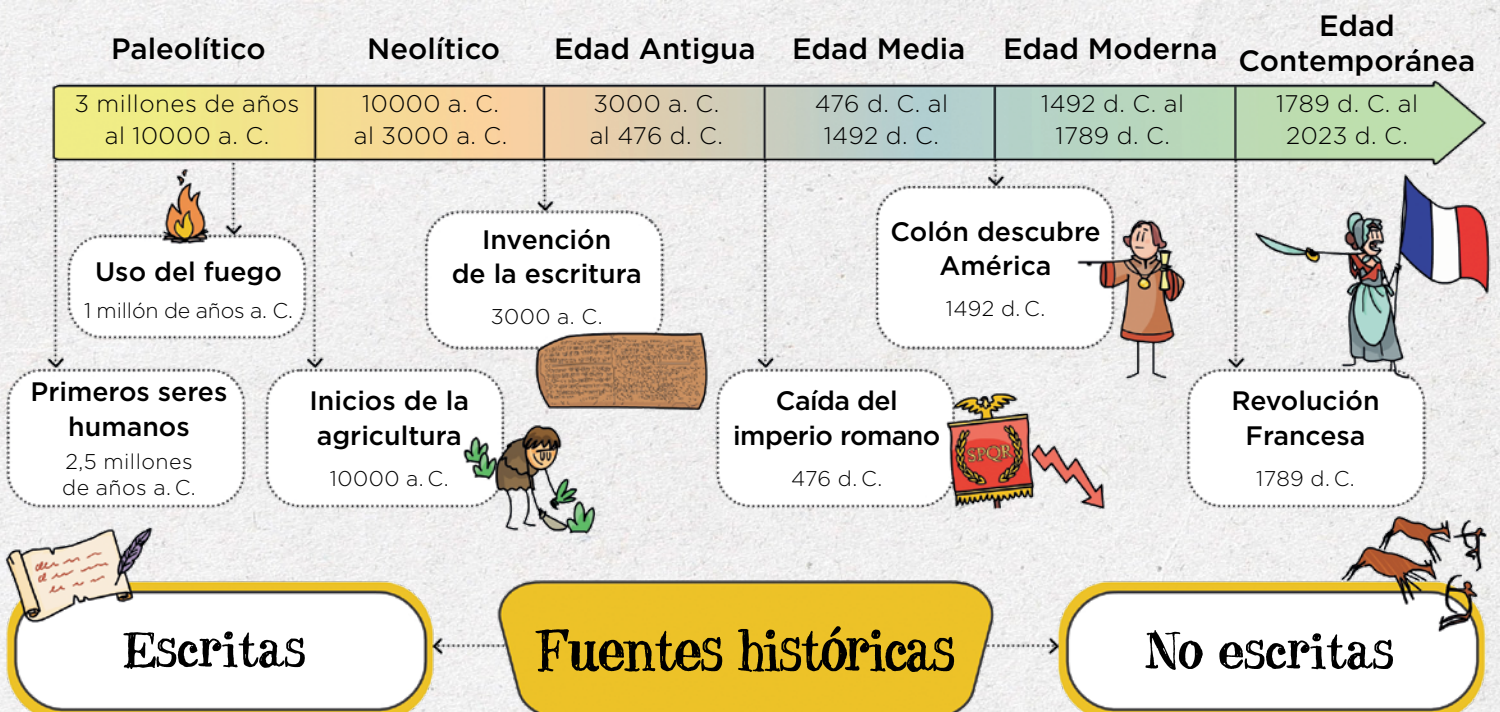 Paleolítico
Neolítico
Edad Antigua
Edad Media
Edad Moderna
Edad
Contemporánea
3 millones de años
al 10000 a. C.
10000 a. C.
al 3000 a. C.
3000 a. C.
al 476 d. C.
476 d. C. al
1492 d. C.
1492 d. C. al
1789 d. C.
1789 d. C. al
2023 d. C.
Uso del fuego
1 millón de años a. C.
Invención
de la escritura
3000 a. C.
Colón descubre
América
1492 d. C.
Primeros seres
humanos
2,5 millones
de años a. C.
Inicios de la
agricultura
10000 a. C.
Caída del
imperio romano
476 d. C.
SPQR
Revolución
Francesa
1789 d. C.
Escritas
Fuentes históricas
No escritas